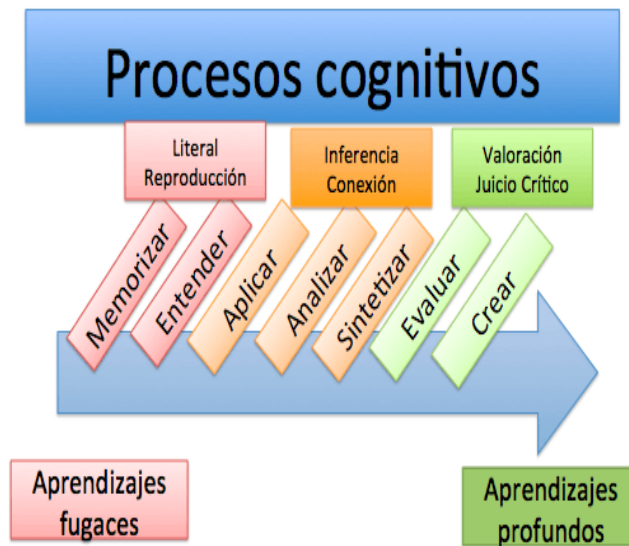 Procesos cognitivos
Literal
Reproducción
Inferencia
Conexión
Valoración
Juicio Crítico
Memorizar
Entender
Aplicar
Analizar
Sintetizar
Evaluar
Crear
Aprendizajes
fugaces
Aprendizajes
profundos